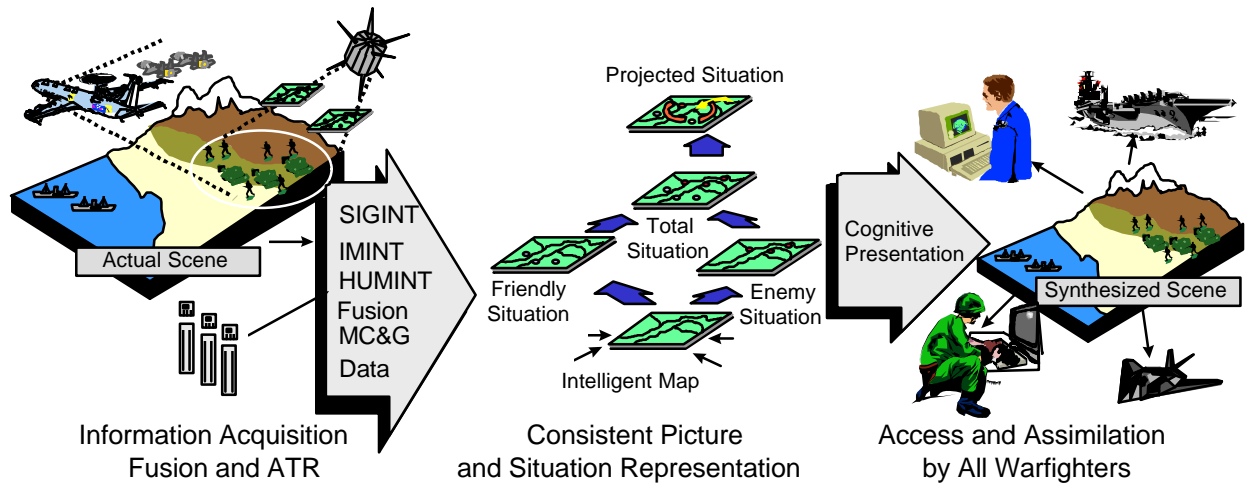 Actual Scene
SIGINT
IMINT
HUMINT
Fusion
MC&G
Data
Information Acquisition
Fusion and ATR
Projected Situation
Total
Situation
Friendly
Situation
Enemy
Situation
Intelligent Map
Consistent Picture
and Situation Representation
Cognitive
Presentation
Synthesized Scene
Access and Assimilation
by All Warfighters